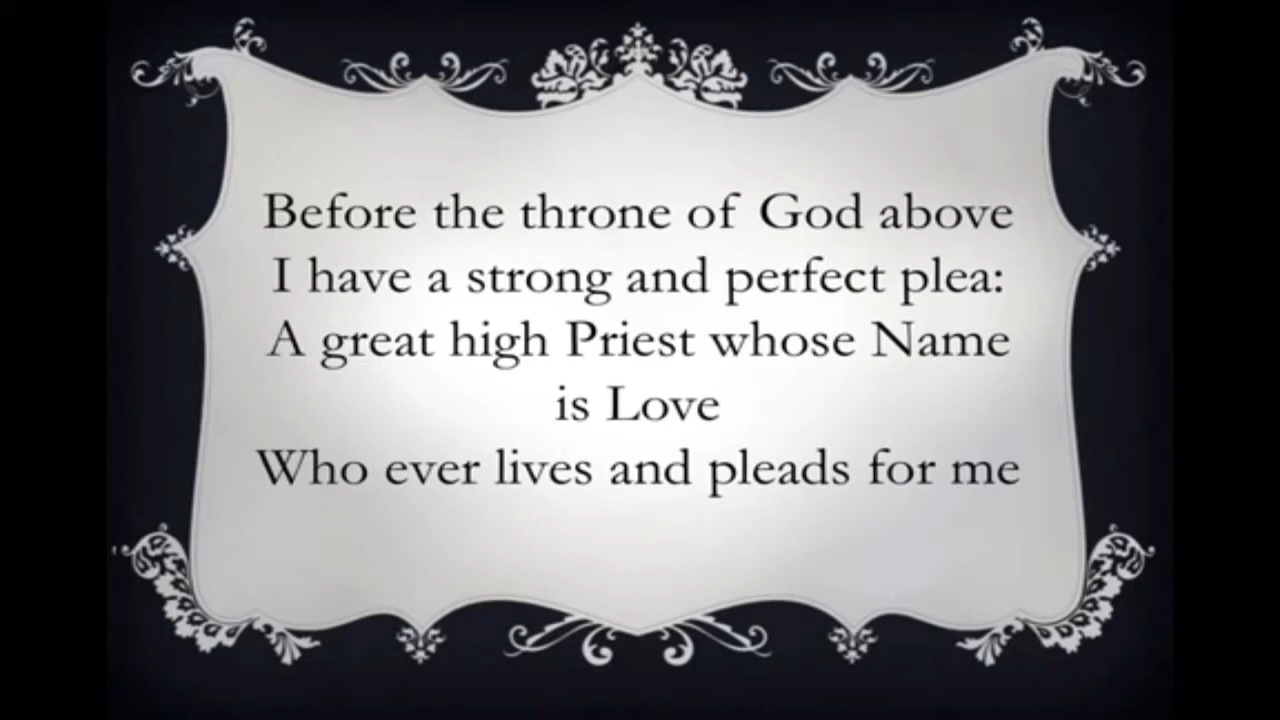 Before the throne of God above
I have a strong and perfect plea:
A great high Priest whose Name
is Love
Who ever lives and pleads for me